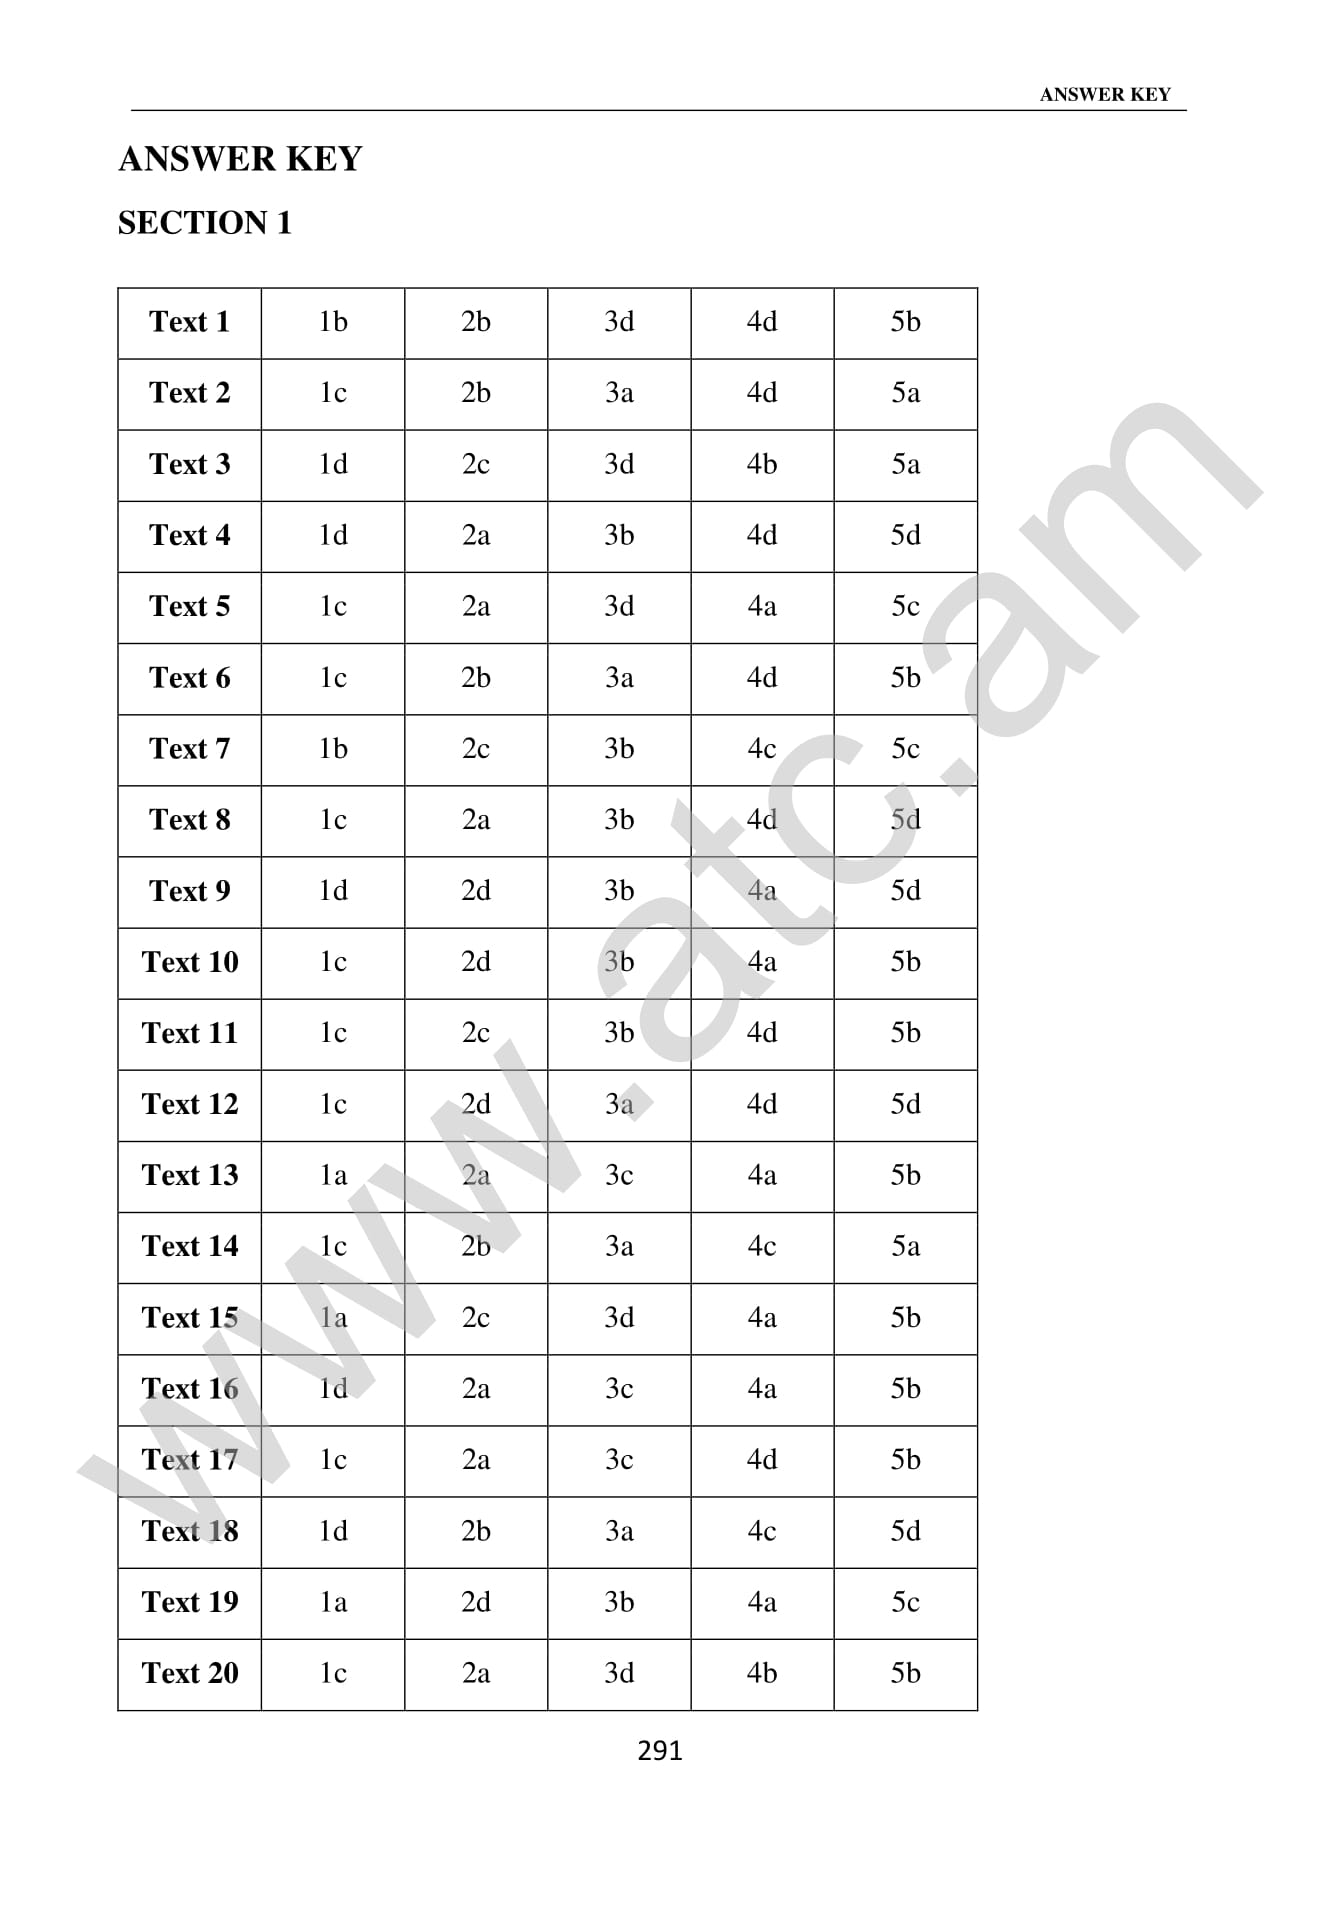 ANSWER KEY
ANSWER KEY
SECTION 1
Text 1 1b 2b 3d 4d 5b
Text 2 1c 2b 3a 4d 5a
Text 3 1d 2c 3d 4b 5a
Text 4 1d 2a 3b 4d 5d
Text 5 1c 2a 3d 4a 5c
Text 6 1c 2b 3a 4d 5b
Text 7 1b 2c 3b 4c 5c
Text 8 1c 2a 3b 4d 5d
Text 9 1d 2d 3b 4a 5d
Text 10 1c 2d 3b 4a 5b
Text 11 1c 2c 3b 4d 5b
Text 12 1c 2d 3a 4d 5d
Text 13 1a 2a 3c 4a 5b
Text 14 1c 2b 3a 4c 5a
Text 15 1a 2c 3d 4a 5b
Text 16 1d 2a 3c 4a 5b
Text 17 1c 2a 3c 4d 5b
Text 18 1d 2b 3a 4c 5d
Text 19 1a 2d 3b 4a 5c
Text 20 1c 2a 3d 4b 5b
291
www.atc.am